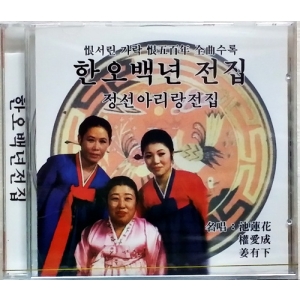 恨서린 가락 恨五百年 全曲수록
한오백년 전집
정선아리랑전집
한오백년 전집
名唱 : 池蓮花
權愛成
姜有下